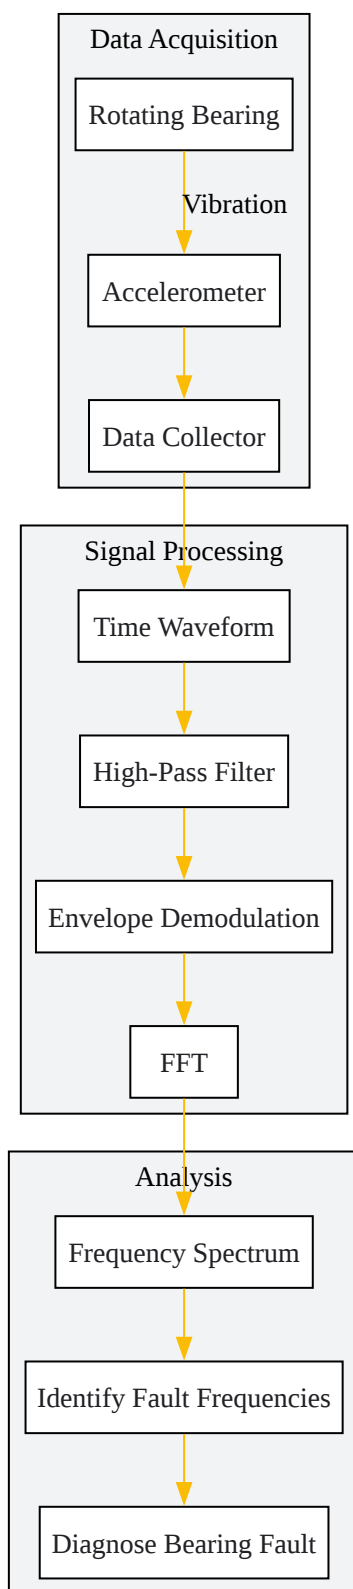 Data Acquisition
Rotating Bearing
Vibration
Accelerometer
Data Collector
Signal Processing
Time Waveform
High-Pass Filter
Envelope Demodulation
FFT
Analysis
Frequency Spectrum
Identify Fault Frequencies
Diagnose Bearing Fault